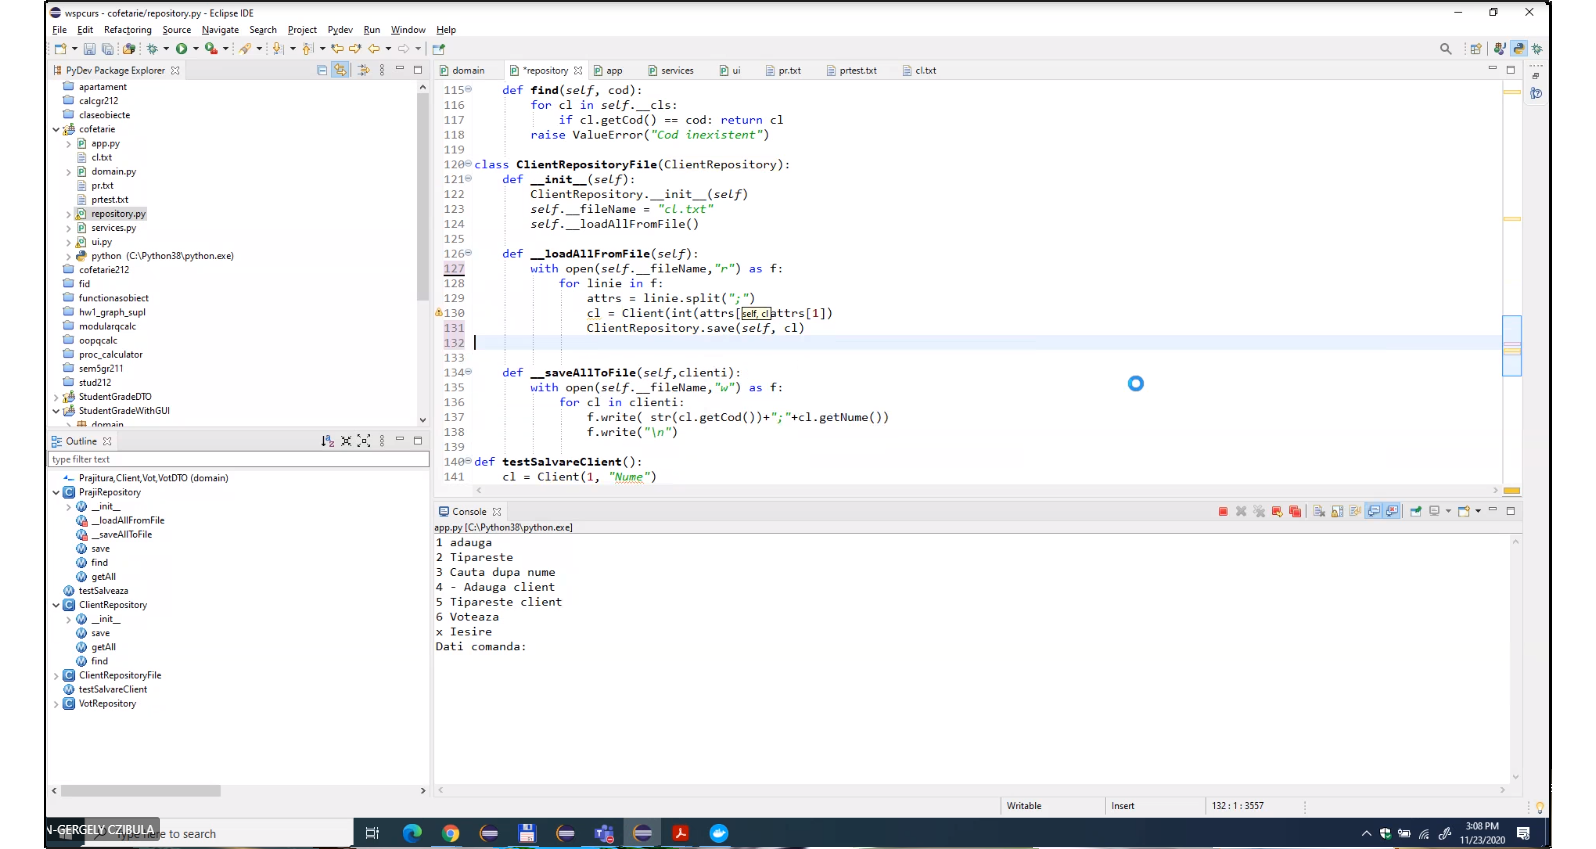 wspcurs - cofetarie/repository.py - Eclipse IDE
File Edit Refactoring Source Navigate Search Project Pydev Run Window Help
PyDev Package Explorer
apartament
calcgr212
claseobiecte
cofetarie
app.py
cl.txt
domain.py
pr.txt
prtest.txt
repository.py
services.py
ui.py
python (C:\Python38\python.exe)
cofetarie212
fid
functionasobiect
hw1_graph_supl
modularqcalc
oopqcalc
proc_calculator
sem5gr211
stud212
StudentGradeDTO
StudentGradeWithGUI
domain
Outline
type filter text
Prajitura,Client,Vot,VotDTO (domain)
PrajiRepository
__init__
__loadAllFromFile
__saveAllToFile
save
find
getAll
testSalveaza
ClientRepository
__init__
save
getAll
find
ClientRepositoryFile
testSalvareClient
VotRepository
domain *repository app services ui pr.txt prtest.txt cl.txt
115 def find(self, cod):
116 for cl in self.__cls:
117 if cl.getCod() == cod: return cl
118 raise ValueError("Cod inexistent")
119
120 class ClientRepositoryFile(ClientRepository):
121 def __init__(self):
122 ClientRepository.__init__(self)
123 self.__fileName = "cl.txt"
124 self.__loadAllFromFile()
125
126 def __loadAllFromFile(self):
127 with open(self.__fileName,"r") as f:
128 for linie in f:
129 attrs = linie.split(";")
130 cl = Client(int(attrs[self, clattrs[1])
131 ClientRepository.save(self, cl)
132
133
134 def __saveAllToFile(self,clienti):
135 with open(self.__fileName,"w") as f:
136 for cl in clienti:
137 f.write( str(cl.getCod())+";"+cl.getNume())
138 f.write("\n")
139
140 def testSalvareClient():
141 cl = Client(1, "Nume")
Console
app.py [C:\Python38\python.exe]
1 adauga
2 Tipareste
3 Cauta dupa nume
4 - Adauga client
5 Tipareste client
6 Voteaza
x Iesire
Dati comanda:
Writable Insert 132 : 1 : 3557
N-GERGELY CZIBULA
here to search
3:08 PM
11/23/2020